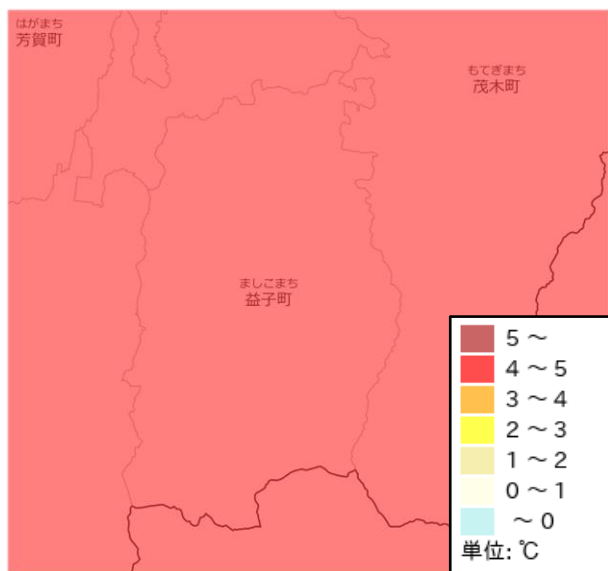 はがまち
芳賀町
もてぎまち
茂木町
ましこまち
益子町
5 ～
4 ～ 5
3 ～ 4
2 ～ 3
1 ～ 2
0 ～ 1
～ 0
単位: ℃